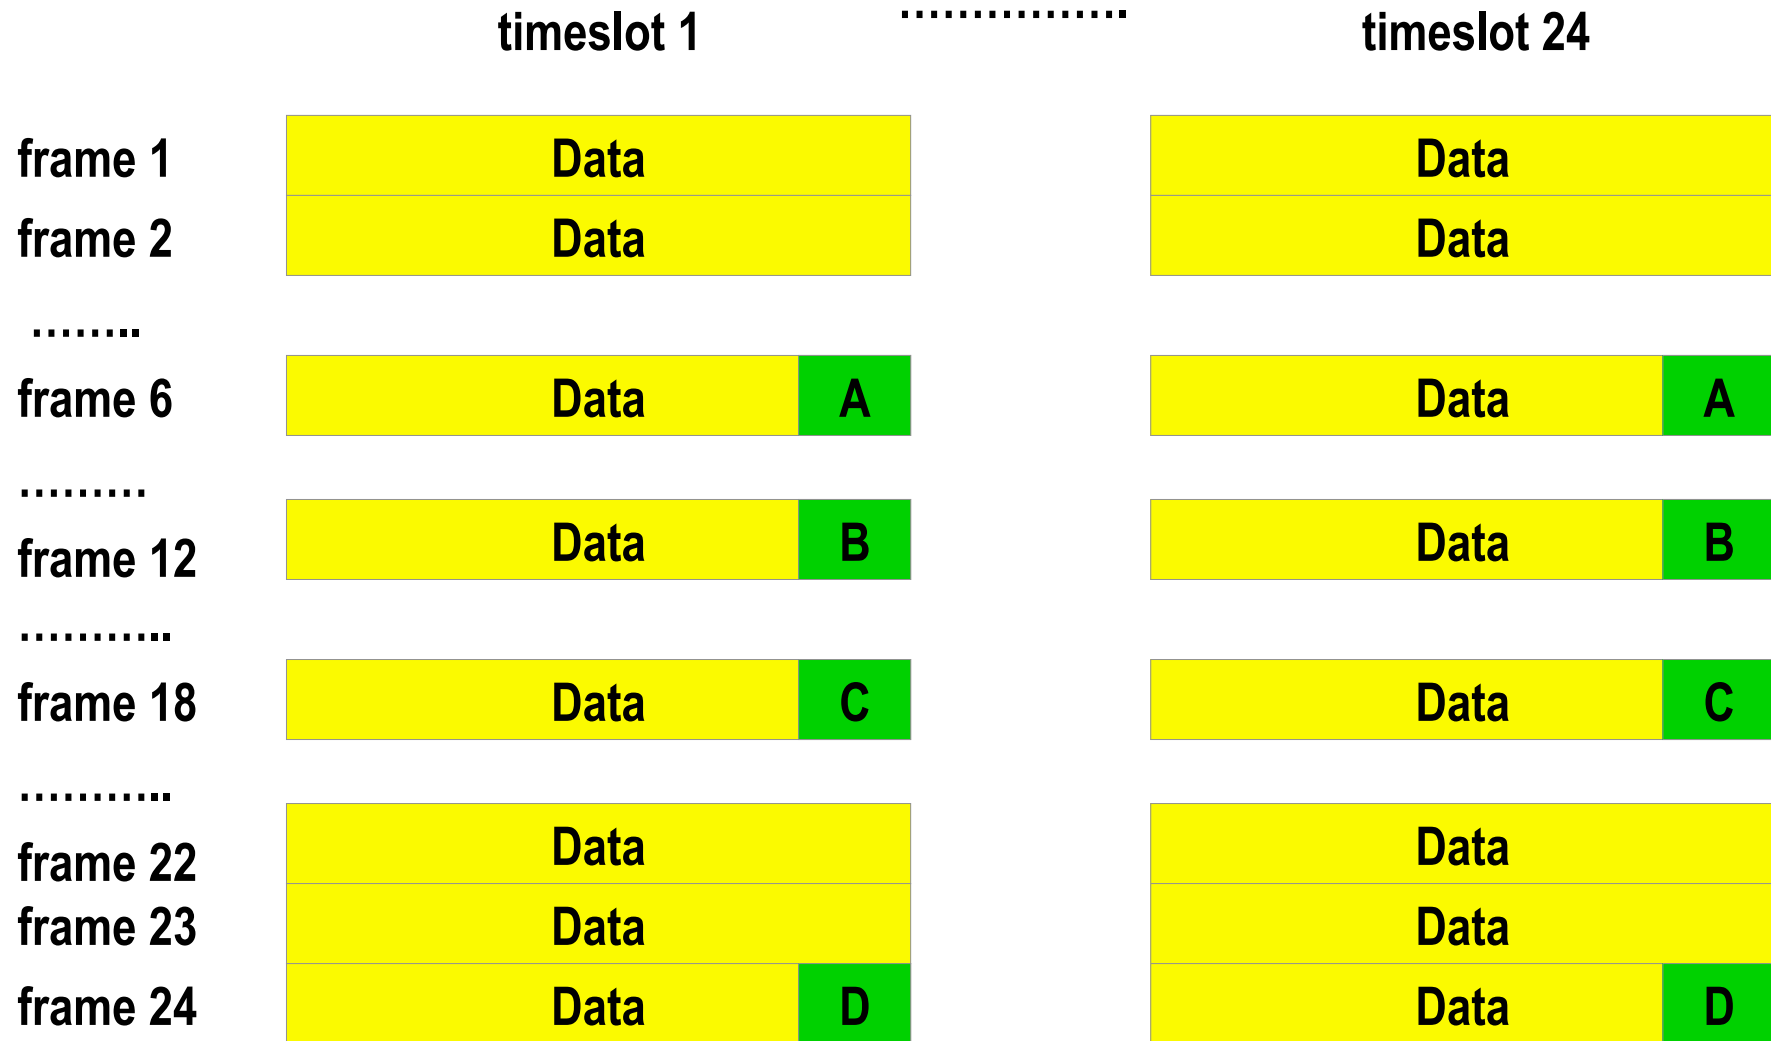 timeslot 1 ................ timeslot 24
frame 1 Data Data
frame 2 Data Data
........
frame 6 Data A Data A
.........
frame 12 Data B Data B
...........
frame 18 Data C Data C
...........
frame 22 Data Data
frame 23 Data Data
frame 24 Data D Data D